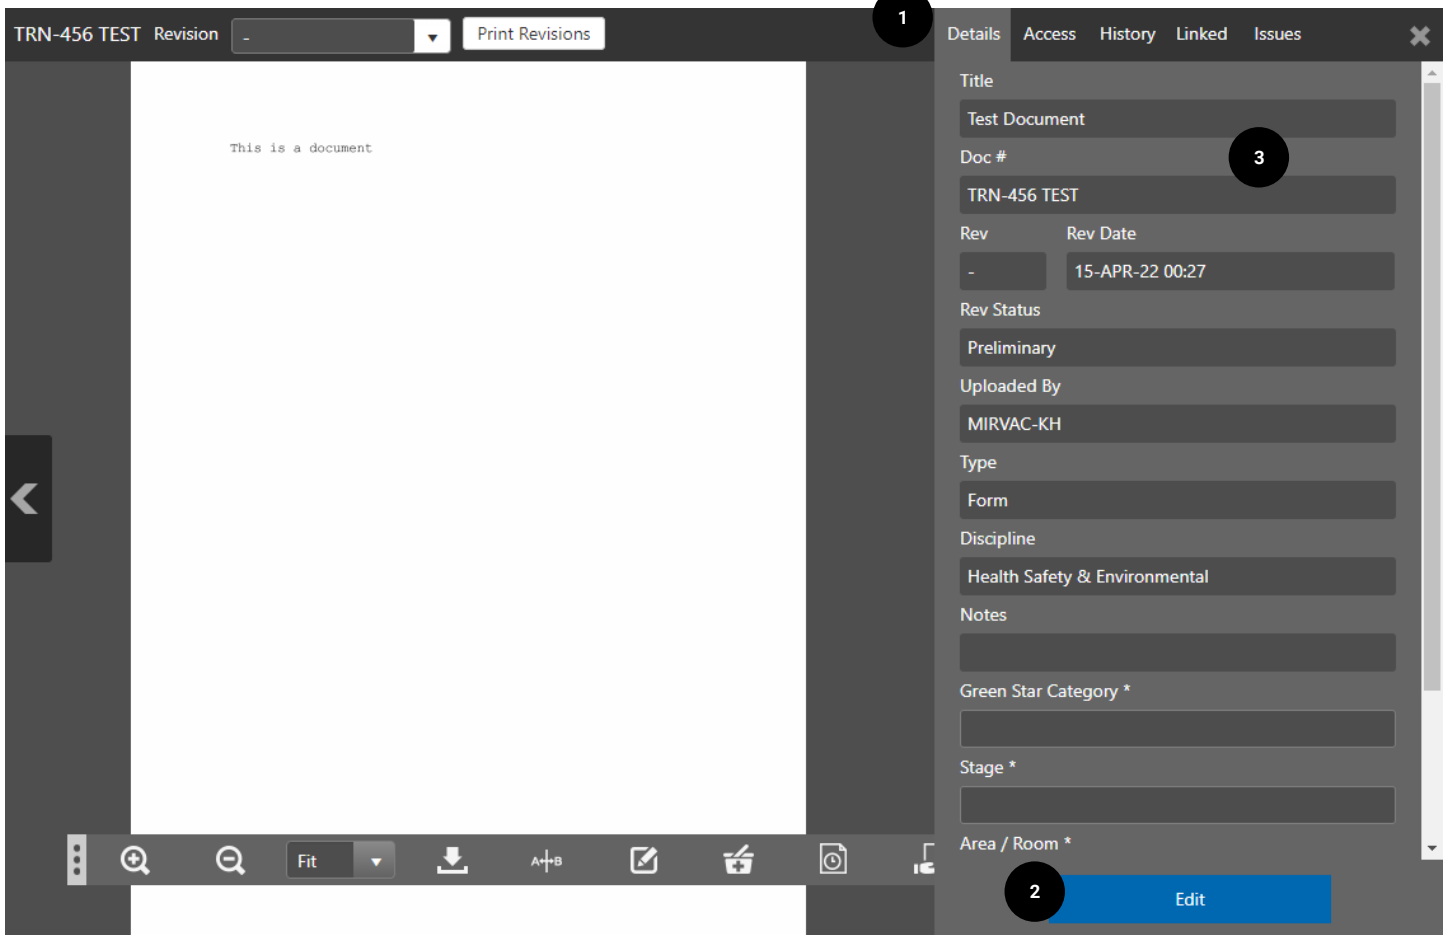 TRN-456 TEST Revision - Print Revisions
1
Details Access History Linked Issues
This is a document
Title
Test Document
Doc #
3
TRN-456 TEST
Rev Rev Date
- 15-APR-22 00:27
Rev Status
Preliminary
Uploaded By
MIRVAC-KH
Type
Form
Discipline
Health Safety & Environmental
Notes
Green Star Category *
Stage *
Area / Room *
Fit
A B
2
Edit